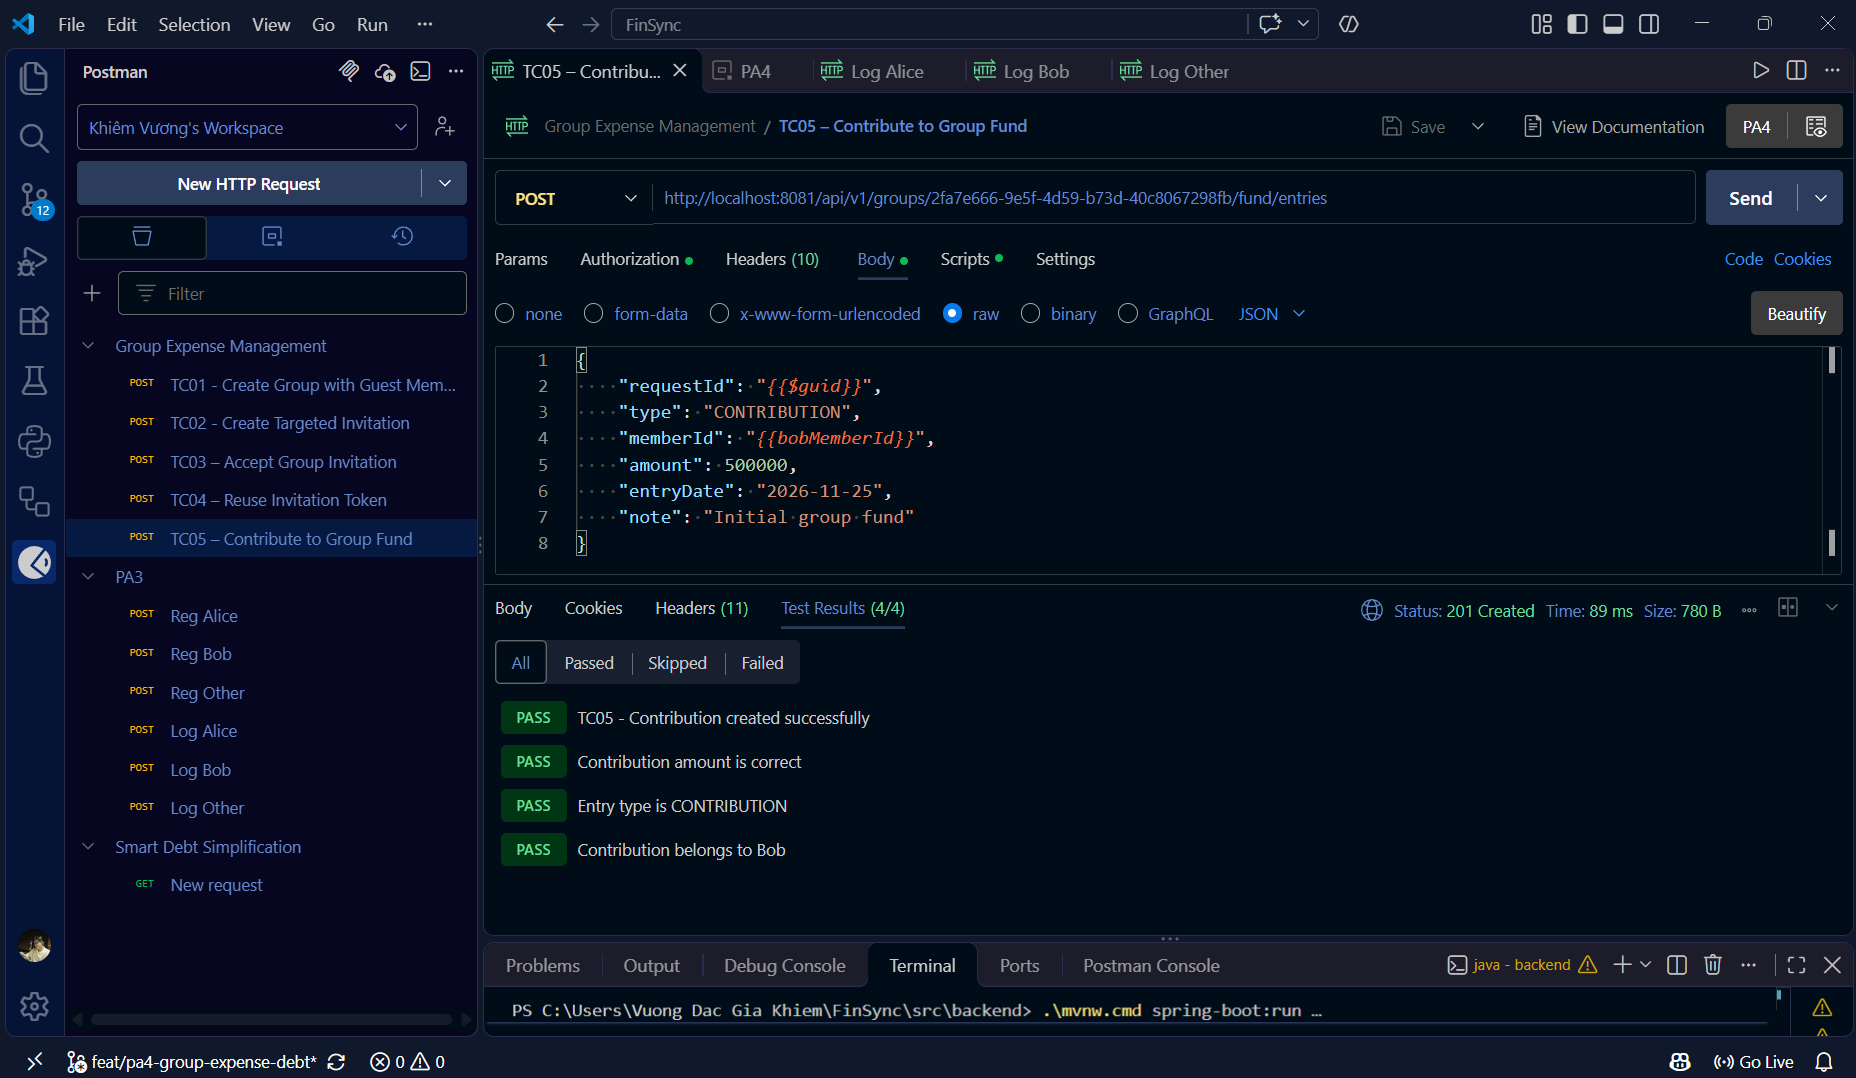 File Edit Selection View Go Run ...
FinSync
Postman
Khiêm Vương's Workspace
New HTTP Request
Filter
Group Expense Management
POST TC01 - Create Group with Guest Mem...
POST TC02 - Create Targeted Invitation
POST TC03 – Accept Group Invitation
POST TC04 – Reuse Invitation Token
POST TC05 – Contribute to Group Fund
PA3
POST Reg Alice
POST Reg Bob
POST Reg Other
POST Log Alice
POST Log Bob
POST Log Other
Smart Debt Simplification
GET New request
12
HTTP TC05 – Contribu... PA4 HTTP Log Alice HTTP Log Bob HTTP Log Other
HTTP Group Expense Management / TC05 – Contribute to Group Fund Save View Documentation PA4
POST http://localhost:8081/api/v1/groups/2fa7e666-9e5f-4d59-b73d-40c8067298fb/fund/entries Send
Params Authorization Headers (10) Body Scripts Settings Code Cookies
none form-data x-www-form-urlencoded raw binary GraphQL JSON Beautify
1 {
2 "requestId": "{{$guid}}",
3 "type": "CONTRIBUTION",
4 "memberId": "{{bobMemberId}}",
5 "amount": 500000,
6 "entryDate": "2026-11-25",
7 "note": "Initial group fund"
8 }
Body Cookies Headers (11) Test Results (4/4) Status: 201 Created Time: 89 ms Size: 780 B
All Passed Skipped Failed
PASS TC05 - Contribution created successfully
PASS Contribution amount is correct
PASS Entry type is CONTRIBUTION
PASS Contribution belongs to Bob
Problems Output Debug Console Terminal Ports Postman Console java - backend
PS C:\Users\Vuong Dac Gia Khiem\FinSync\src\backend> .\mvnw.cmd spring-boot:run …
feat/pa4-group-expense-debt* 0 0 Go Live